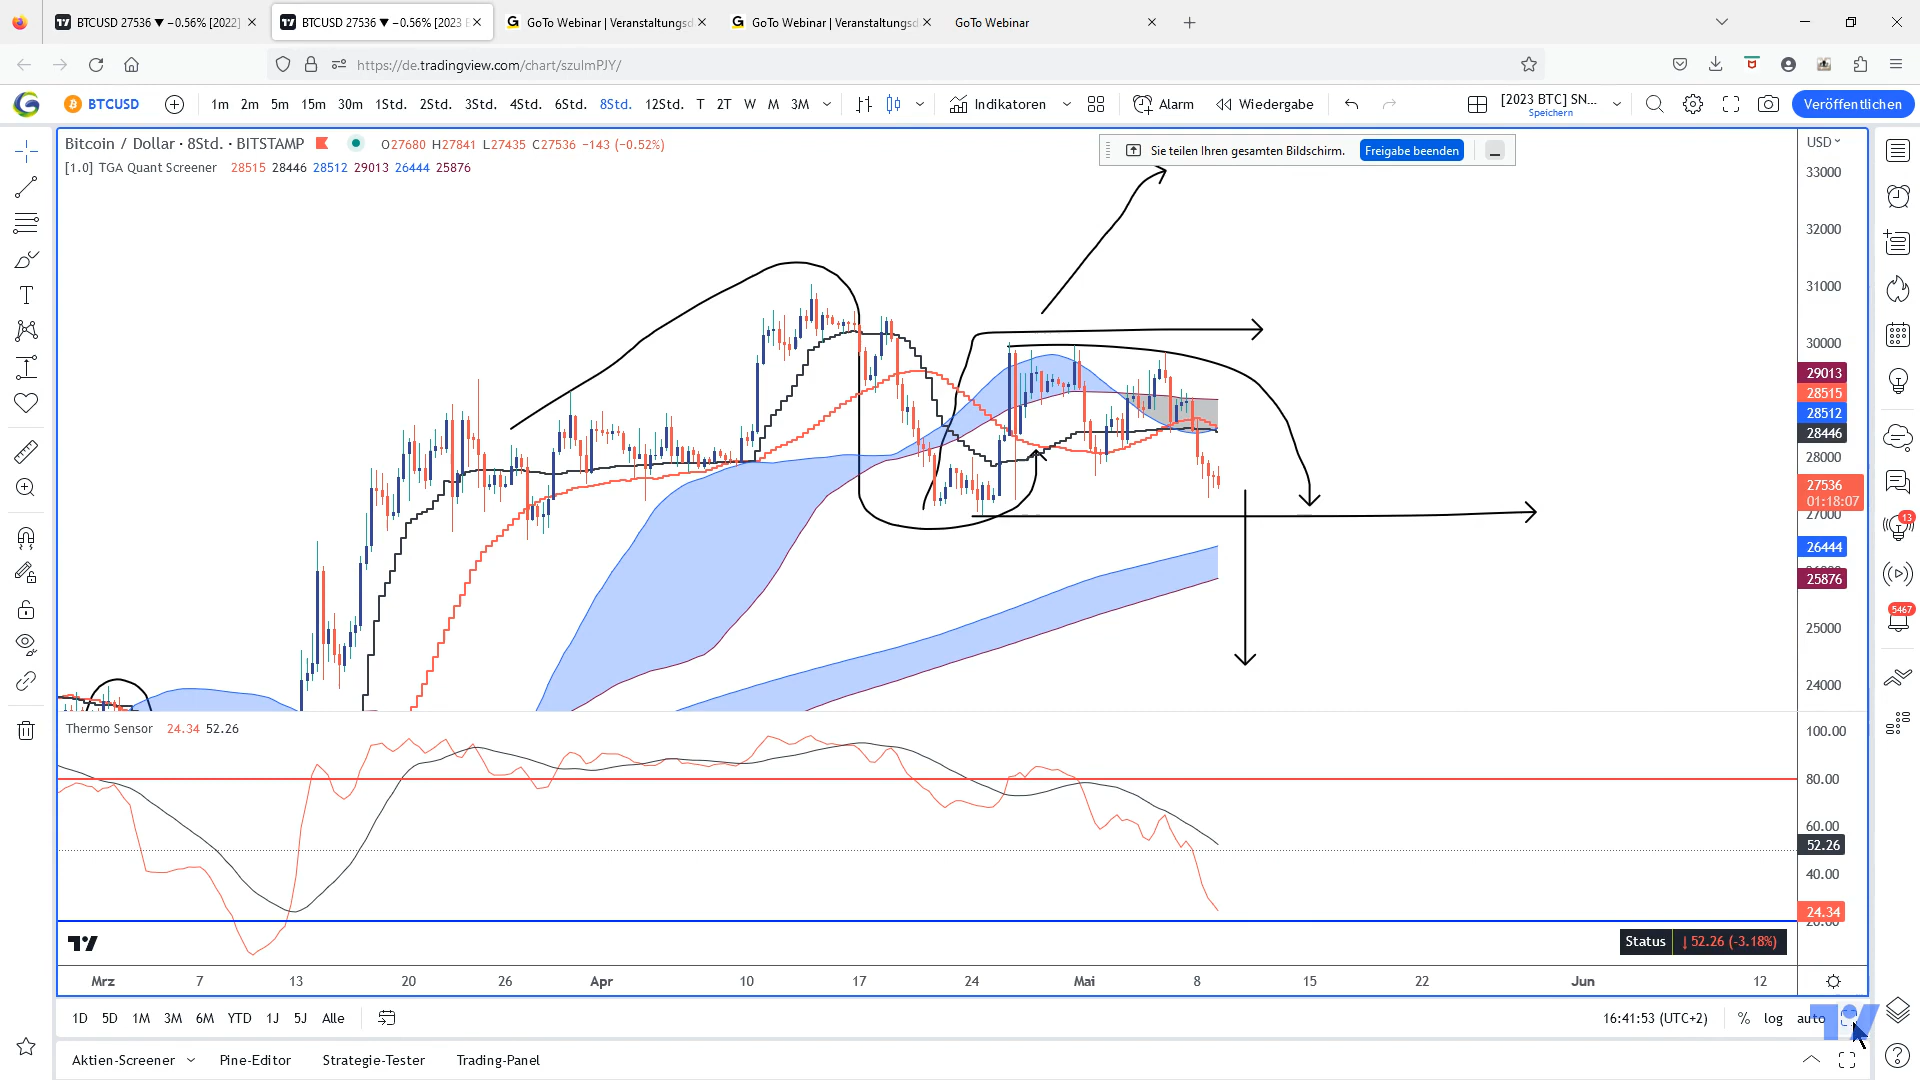 BTCUSD 27536 ▼ −0.56% [2022]
BTCUSD 27536 ▼ −0.56% [2023
GoTo Webinar | Veranstaltungsd
GoTo Webinar | Veranstaltungsd
GoTo Webinar
https://de.tradingview.com/chart/szulmPJY/
BTCUSD
1m 2m 5m 15m 30m 1Std. 2Std. 3Std. 4Std. 6Std. 8Std. 12Std. T 2T W M 3M
Indikatoren
Alarm
Wiedergabe
[2023 BTC] SN...
Speichern
Veröffentlichen
Bitcoin / Dollar · 8Std. · BITSTAMP O27680 H27841 L27435 C27536 −143 (−0.52%)
[1.0] TGA Quant Screener 28515 28446 28512 29013 26444 25876
Sie teilen Ihren gesamten Bildschirm.
Freigabe beenden
USD
33000
32000
31000
30000
29013
28515
28512
28446
28000
27536
01:18:07
27000
26444
25876
25000
24000
13
5467
Thermo Sensor 24.34 52.26
100.00
80.00
60.00
52.26
40.00
24.34
20.00
Status ↓52.26 (-3.18%)
Mrz 7 13 20 26 Apr 10 17 24 Mai 8 15 22 Jun 12
1D 5D 1M 3M 6M YTD 1J 5J Alle
16:41:53 (UTC+2) % log auto
Aktien-Screener Pine-Editor Strategie-Tester Trading-Panel